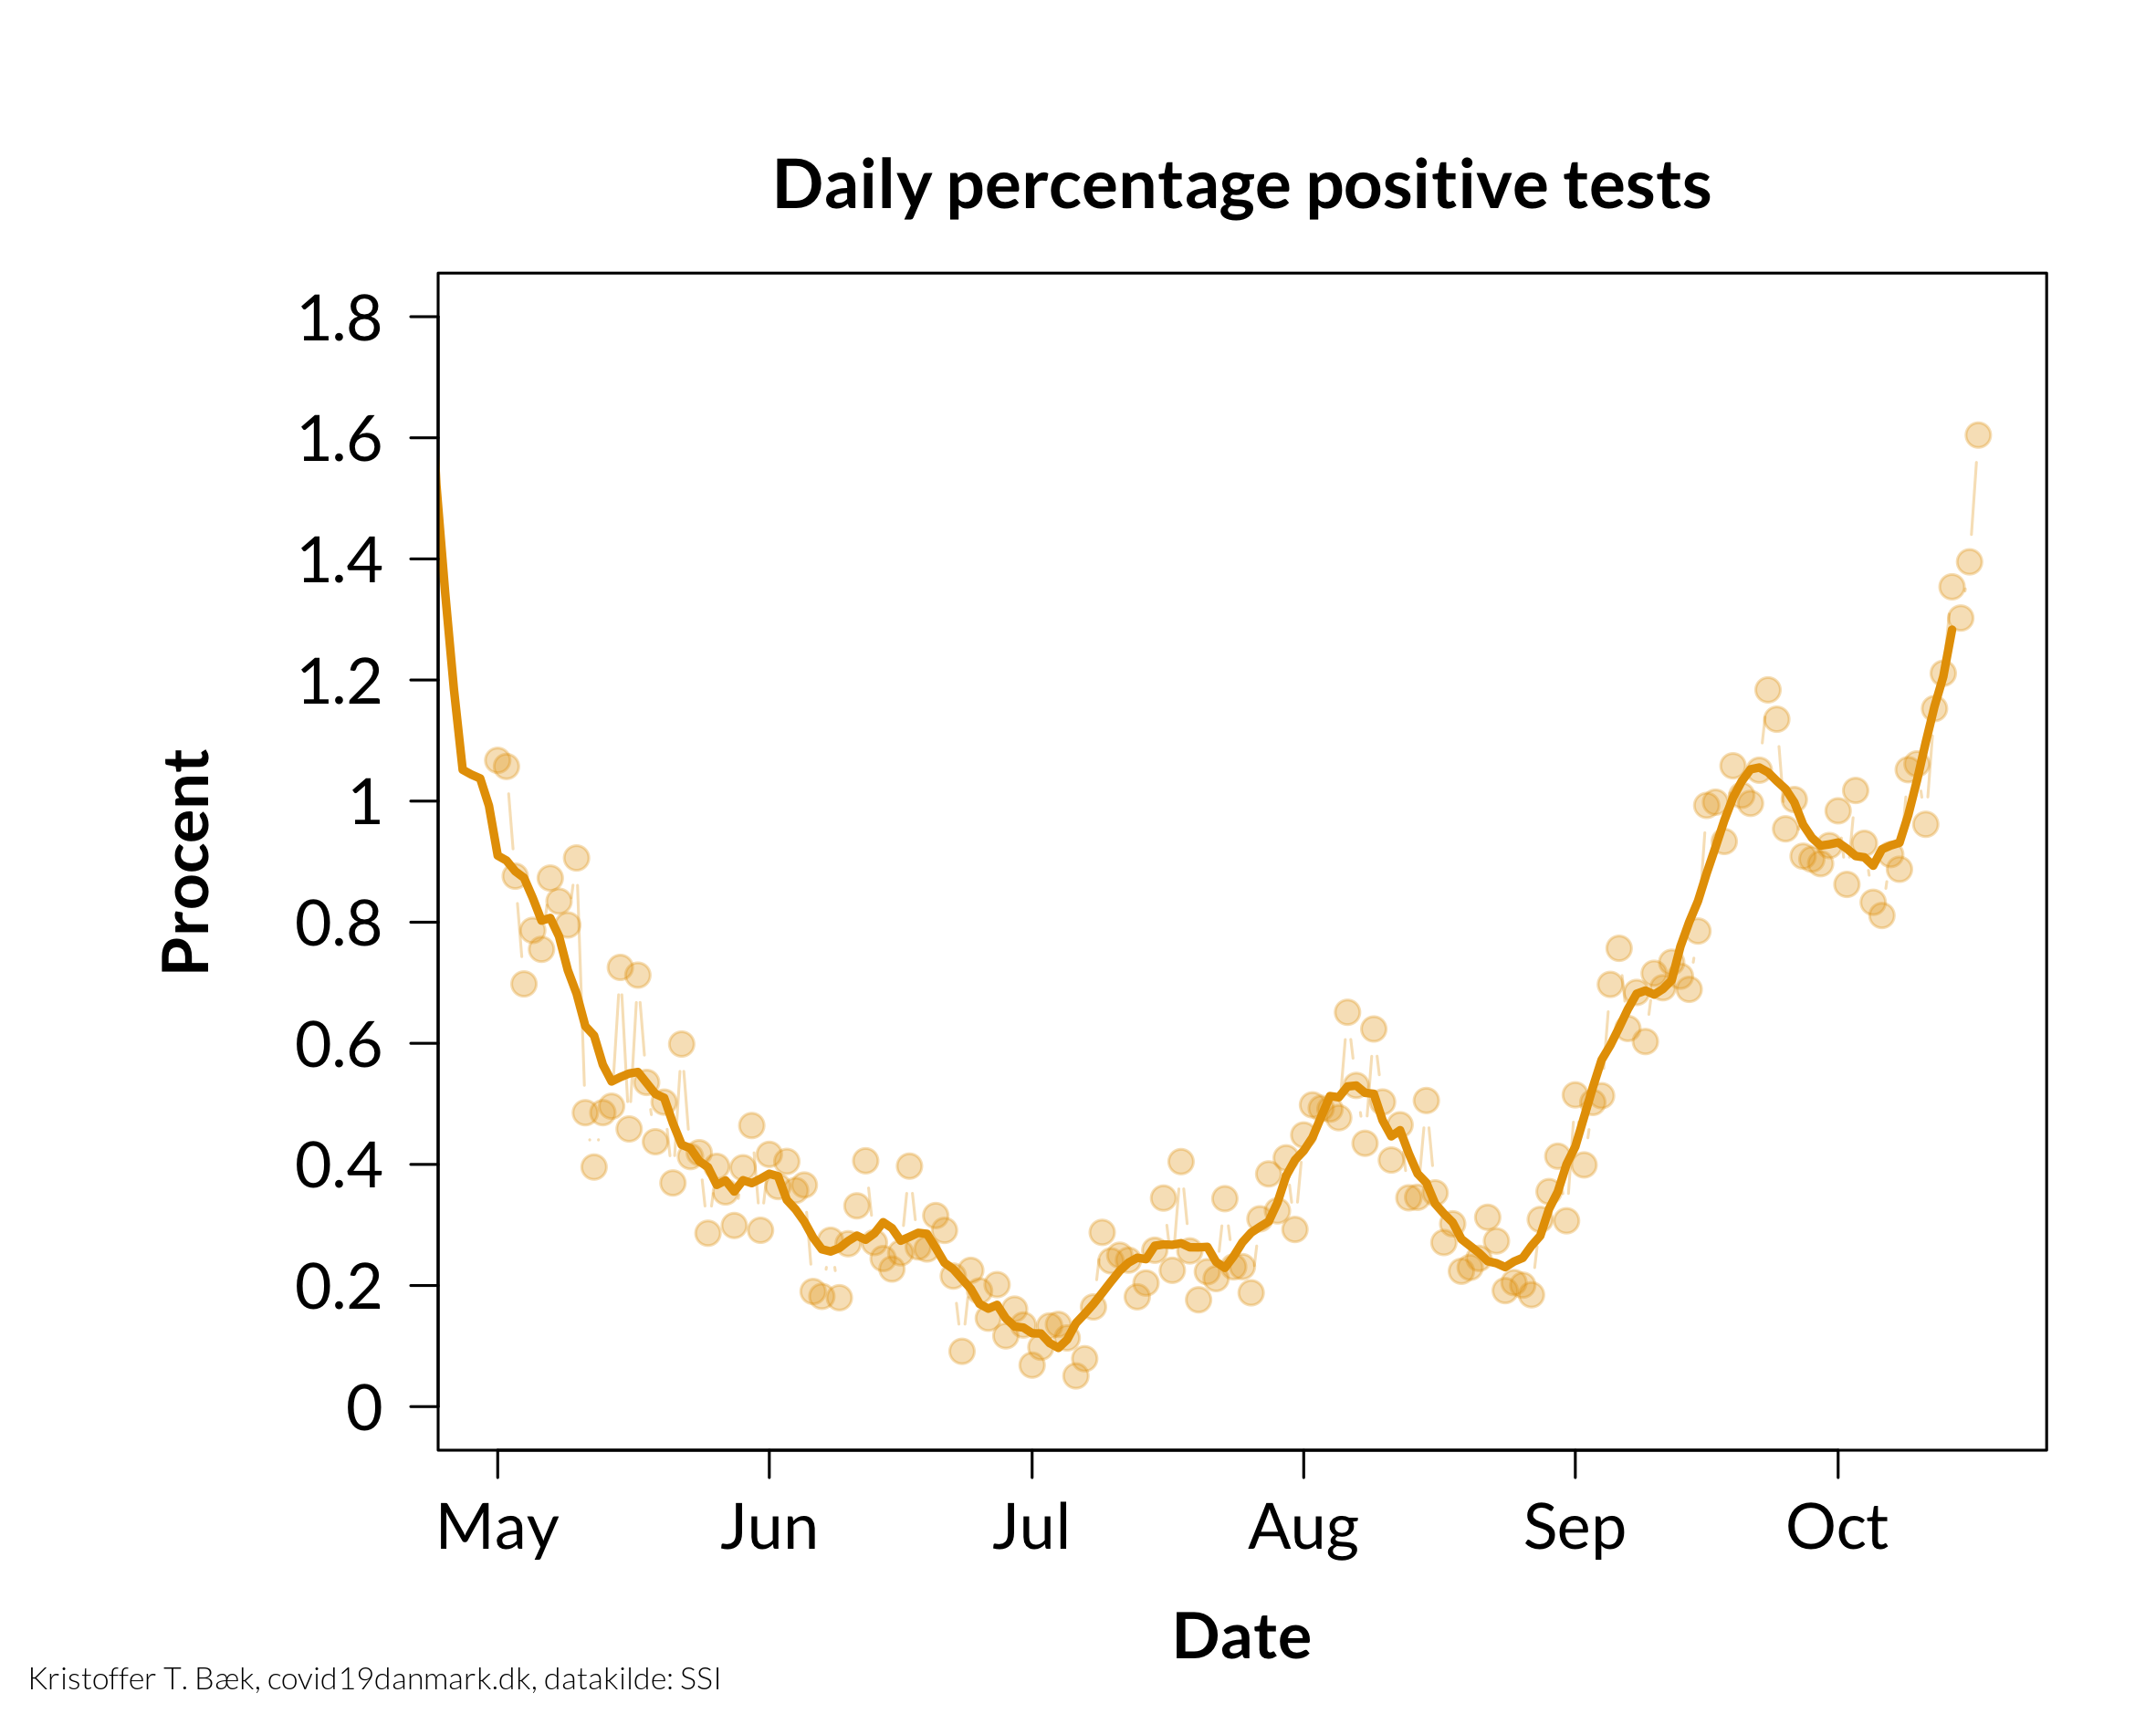 Daily percentage positive tests
1.8
1.6
1.4
1.2
1
0.8
0.6
0.4
0.2
0
Procent
May Jun Jul Aug Sep Oct
Date
Kristoffer T. Bæk, covid19danmark.dk, datakilde: SSI